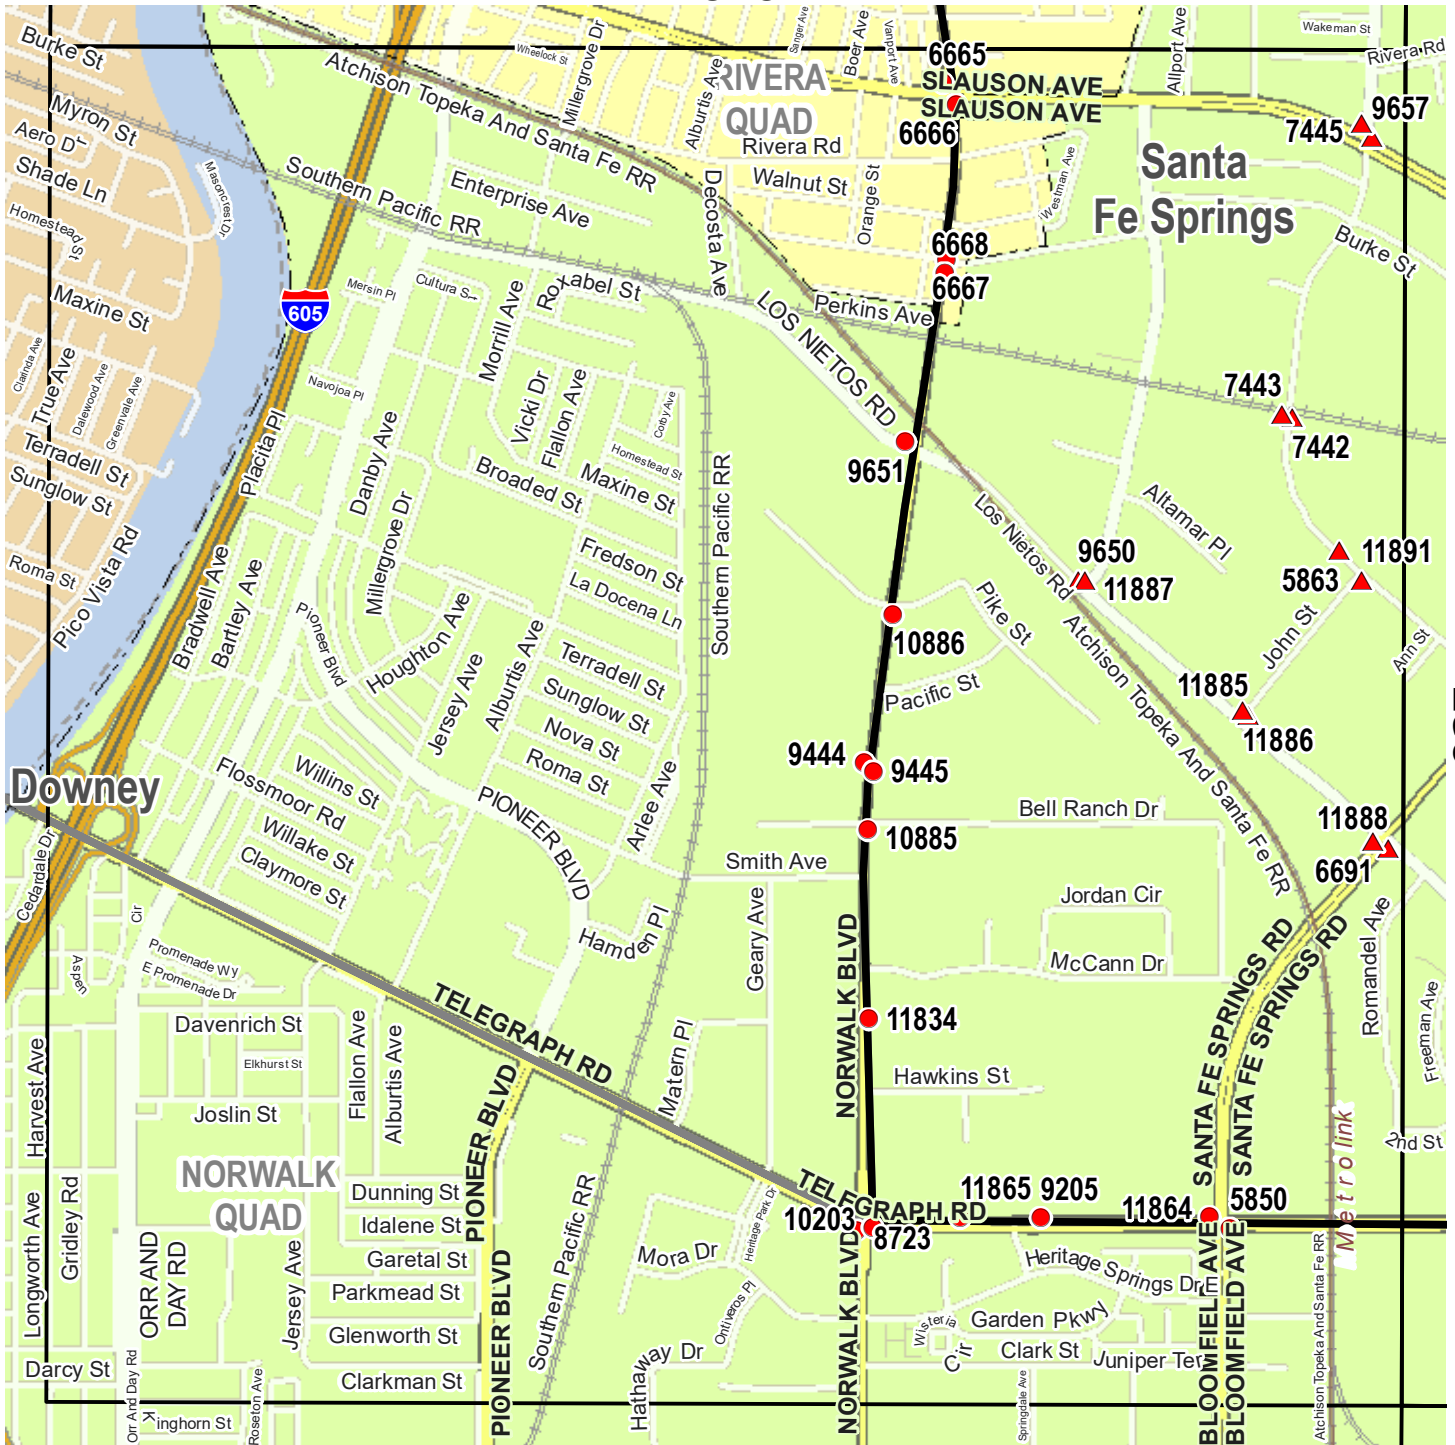 Burke St
Myron St
Aero Dr
Shade Ln
Homestead St
Masoncrest Dr
Maxine St
Clarinda Ave
True Ave
Dalewood Ave
Greenvale Ave
Terradell St
Sunglow St
Roma St
Pico Vista Rd
Downey
Wheelock St
Millergrove Dr
Sanger Ave
Boer Ave
Vanport Ave
Alburtis Ave
RIVERA
QUAD
6665
SLAUSON AVE
SLAUSON AVE
6666
Allport Ave
Wakeman St
Rivera Rd
9657
7445
Atchison Topeka And Santa Fe RR
Southern Pacific RR
Enterprise Ave
Rivera Rd
Walnut St
Orange St
Decosta Ave
Westman Ave
Santa
Fe Springs
Burke St
6668
6667
605
Mersin Pl
Cultura St
Roxabel St
Morrill Ave
Perkins Ave
LOS NIETOS RD
Navojoa Pl
Placita Pl
Danby Ave
Vicki Dr
Flallon Ave
Corby Ave
Homestead St
Maxine St
Broaded St
Millergrove Dr
Southern Pacific RR
7443
7442
9651
Los Nietos Rd
Altamar Pl
9650
11887
11891
5863
John St
Ann St
Fredson St
La Docena Ln
Bradwell Ave
Bartley Ave
Pioneer Blvd
Houghton Ave
Jersey Ave
Alburtis Ave
Terradell St
Sunglow St
Nova St
Roma St
Arlee Ave
10886
Pike St
Pacific St
Atchison Topeka And Santa Fe RR
11885
11886
9444
9445
10885
Bell Ranch Dr
11888
6691
Willins St
Flossmoor Rd
Willake St
Claymore St
PIONEER BLVD
Hamden Pl
Smith Ave
Geary Ave
Jordan Cir
McCann Dr
NORWALK BLVD
SANTA FE SPRINGS RD
SANTA FE SPRINGS RD
Romandel Ave
Freeman Ave
Cedardale Dr
Cir
Aspen
Promenade Wy
E Promenade Dr
Davenrich St
Elkhurst St
Joslin St
Flallon Ave
Alburtis Ave
TELEGRAPH RD
Matern Pl
11834
Hawkins St
Metrolink
2nd St
Harvest Ave
Longworth Ave
Gridley Rd
NORWALK
QUAD
ORR AND
DAY RD
Dunning St
Idalene St
Garetal St
Parkmead St
Glenworth St
Clarkman St
Jersey Ave
PIONEER BLVD
PIONEER BLVD
Southern Pacific RR
Heritage Park Dr
TELEGRAPH RD
10203
8723
11865
9205
11864
5850
Mora Dr
Ontiveros Pl
Hathaway Dr
NORWALK BLVD
Heritage Springs Dr E
Garden Pkwy
Wisteria
Cir
Clark St
Juniper Ter
Springdale Ave
BLOOMFIELD AVE
BLOOMFIELD AVE
Atchison Topeka And Santa Fe RR
Darcy St
Orr And Day Rd
Kinghorn St
Roseton Ave